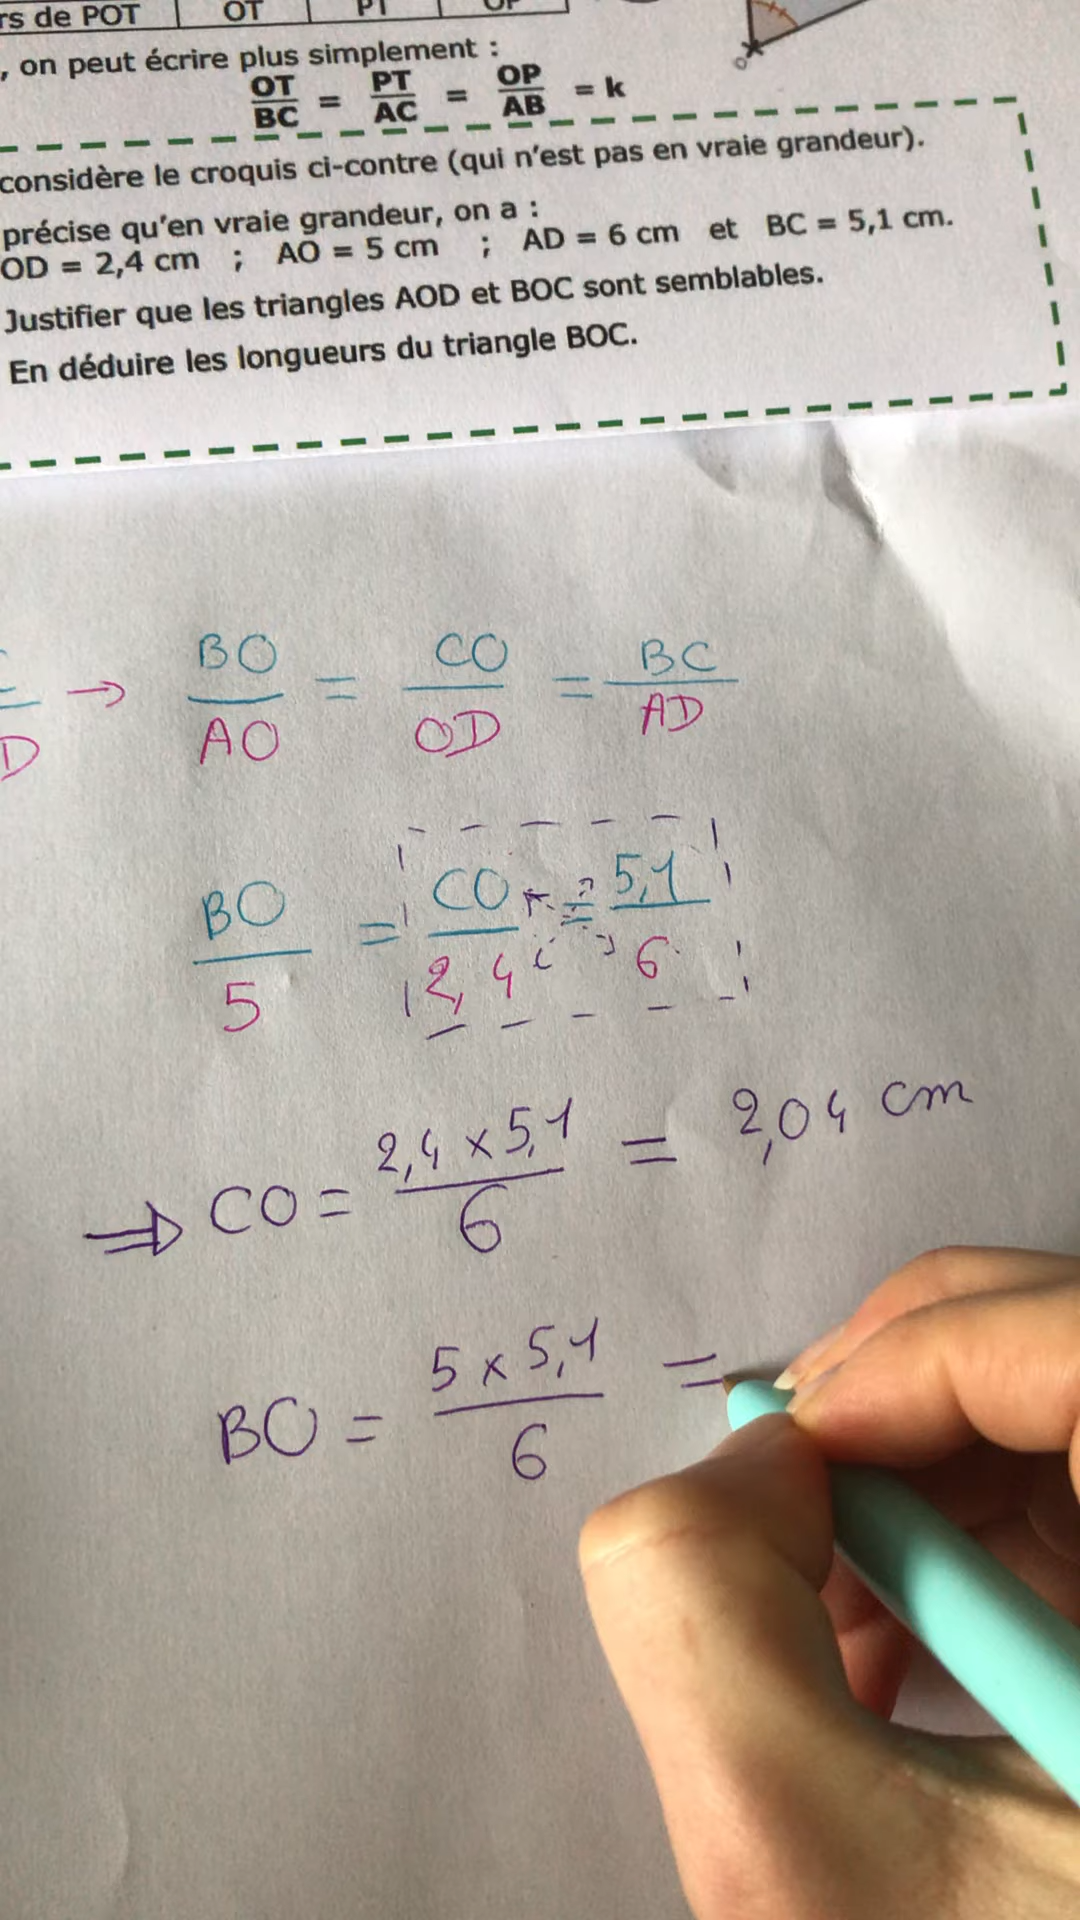 rs de POT OT PT OP
, on peut écrire plus simplement :
OT/BC = PT/AC = OP/AB = k
considère le croquis ci-contre (qui n'est pas en vraie grandeur).
précise qu'en vraie grandeur, on a :
OD = 2,4 cm ; AO = 5 cm ; AD = 6 cm et BC = 5,1 cm.
Justifier que les triangles AOD et BOC sont semblables.
En déduire les longueurs du triangle BOC.
D → BO/AO = CO/OD = BC/AD
BO/5 = CO/2,4 = 5,1/6
⇒ CO = 2,4 × 5,1/6 = 2,04 cm
BO = 5 × 5,1/6 =